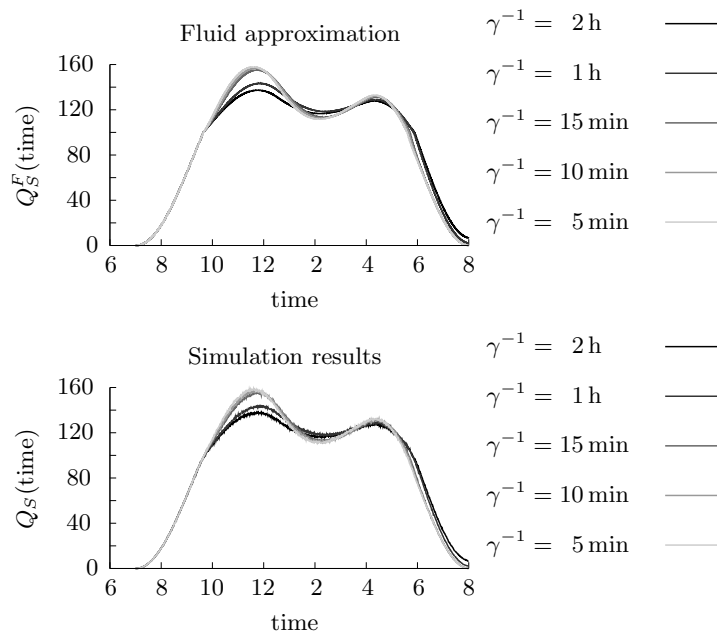 Fluid approximation
γ⁻¹ = 2 h
γ⁻¹ = 1 h
γ⁻¹ = 15 min
γ⁻¹ = 10 min
γ⁻¹ = 5 min
160
120
80
40
0
Q_S^F(time)
6 8 10 12 2 4 6 8
time
Simulation results
γ⁻¹ = 2 h
γ⁻¹ = 1 h
γ⁻¹ = 15 min
γ⁻¹ = 10 min
γ⁻¹ = 5 min
160
120
80
40
0
Q_S(time)
6 8 10 12 2 4 6 8
time